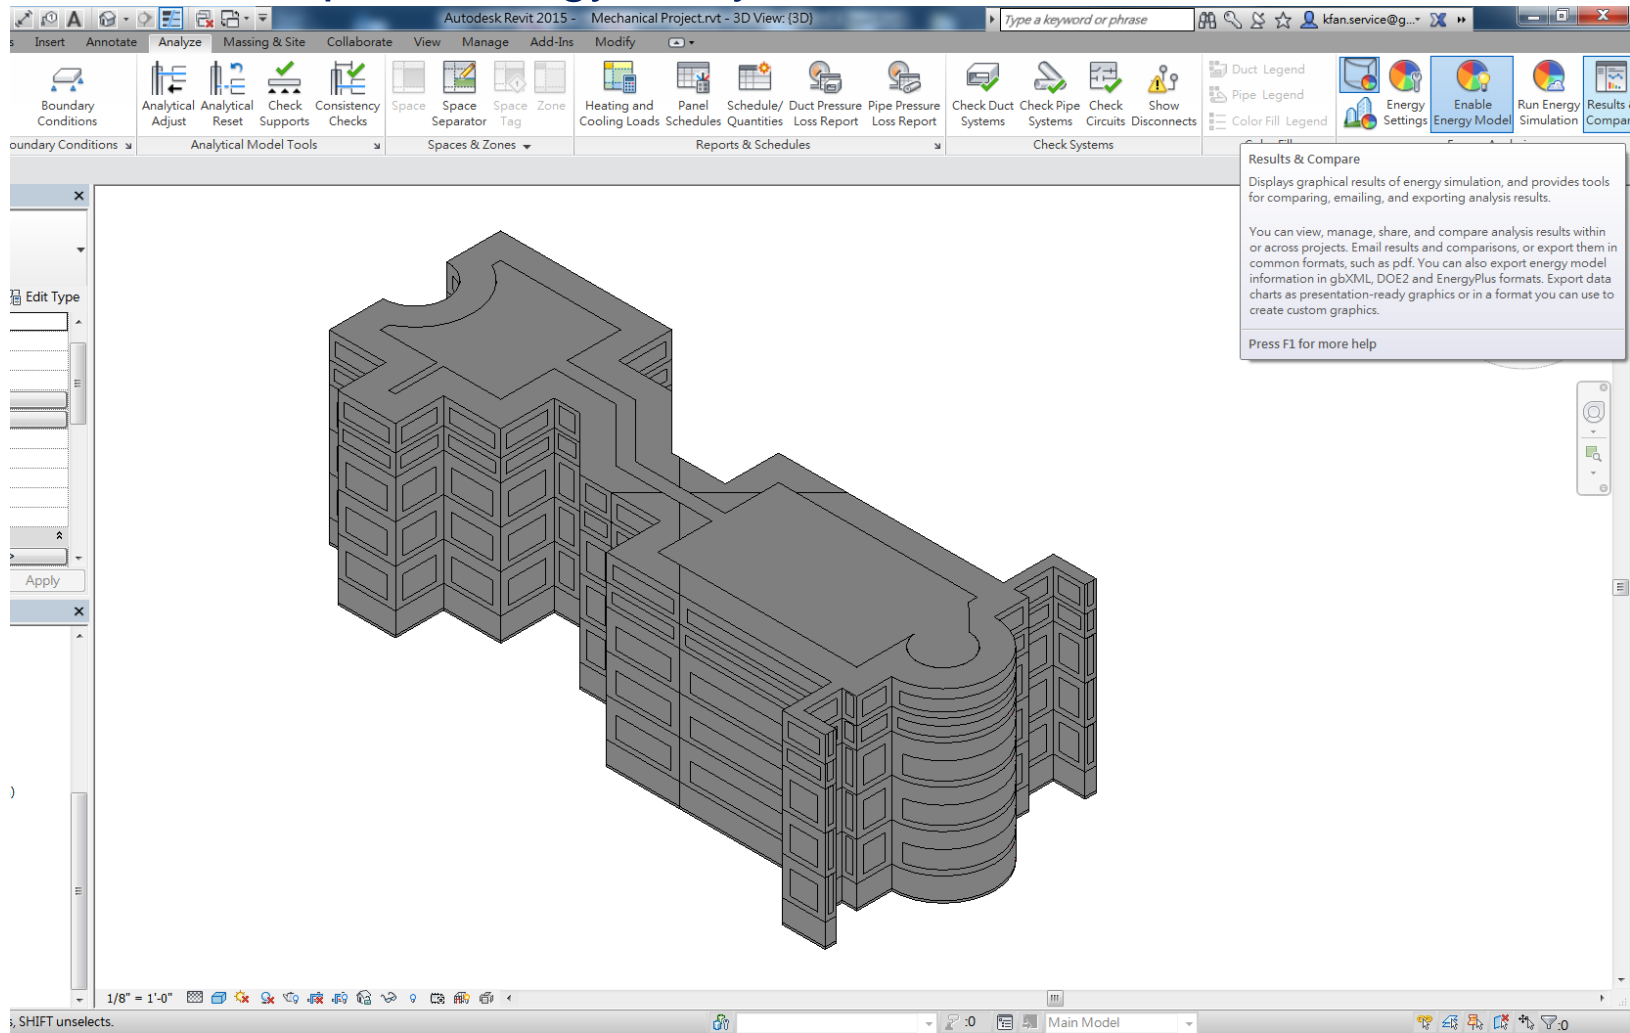 Autodesk Revit 2015 - Mechanical Project.rvt - 3D View: {3D}
Type a keyword or phrase
kfan.service@g...
Insert Annotate Analyze Massing & Site Collaborate View Manage Add-Ins Modify
Boundary
Conditions
Analytical
Adjust
Analytical
Reset
Check
Supports
Consistency
Checks
Space
Space
Separator
Space
Tag
Zone
Heating and
Cooling Loads
Panel
Schedules
Schedule/
Quantities
Duct Pressure
Loss Report
Pipe Pressure
Loss Report
Check Duct
Systems
Check Pipe
Systems
Check
Circuits
Show
Disconnects
Duct Legend
Pipe Legend
Color Fill Legend
Energy
Settings
Enable
Energy Model
Run Energy
Simulation
Results
Compar
oundary Conditions
Analytical Model Tools
Spaces & Zones
Reports & Schedules
Check Systems
Results & Compare
Displays graphical results of energy simulation, and provides tools
for comparing, emailing, and exporting analysis results.
You can view, manage, share, and compare analysis results within
or across projects. Email results and comparisons, or export them in
common formats, such as pdf. You can also export energy model
information in gbXML, DOE2 and EnergyPlus formats. Export data
charts as presentation-ready graphics or in a format you can use to
create custom graphics.
Press F1 for more help
Edit Type
Apply
)
1/8" = 1'-0"
s, SHIFT unselects.
:0
Main Model
:0